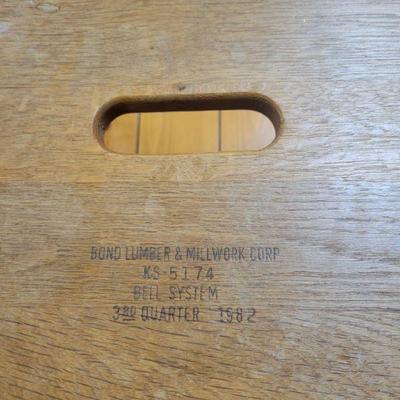 BOND LUMBER & MILLWORK CORP
KS-5174
BELL SYSTEM
3RD QUARTER 1982